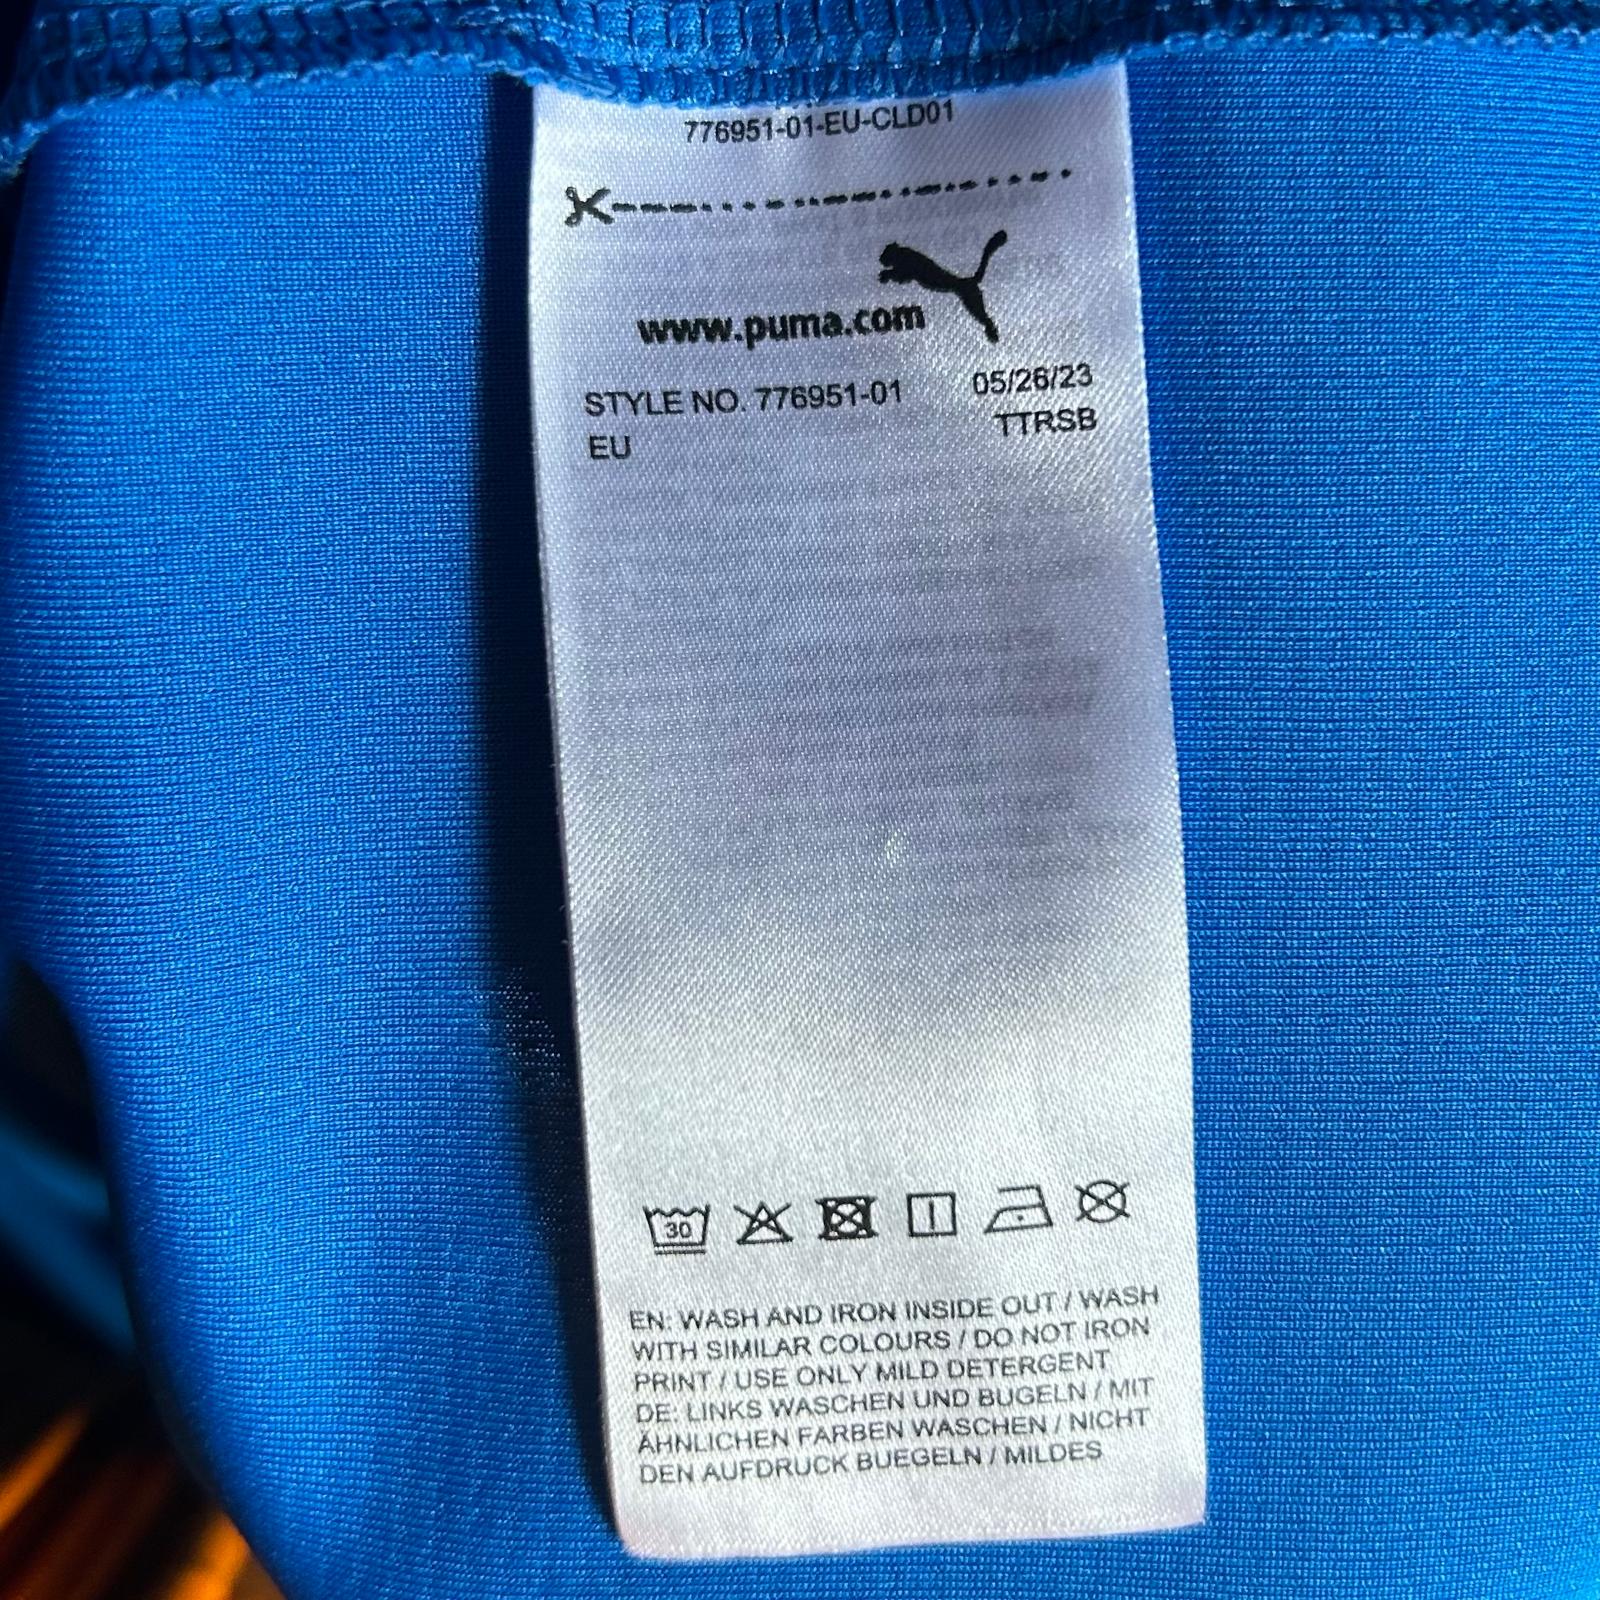 776951-01-EU-CLD01
www.puma.com
STYLE NO. 776951-01 05/26/23
EU TTRSB
30
EN: WASH AND IRON INSIDE OUT / WASH
WITH SIMILAR COLOURS / DO NOT IRON
PRINT / USE ONLY MILD DETERGENT
DE: LINKS WASCHEN UND BUGELN / MIT
ÄHNLICHEN FARBEN WASCHEN / NICHT
DEN AUFDRUCK BUEGELN / MILDES